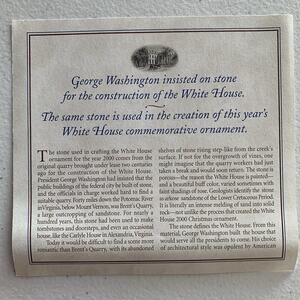 George Washington insisted on stone
for the construction of the White House.
The same stone is used in the creation of this year's
White House commemorative ornament.
The stone used in crafting the White House
ornament for the year 2000 comes from the
original quarry brought under lease two centuries
ago for the construction of the White House.
President George Washington had insisted that the
public buildings of the federal city be built of stone,
and the officials in charge worked hard to find a
suitable quarry. Forty miles down the Potomac River
in Virginia, below Mount Vernon, was Brent's Quarry,
a large outcropping of sandstone. For nearly a
hundred years, this stone had been used to make
tombstones and doorsteps, and even an occasional
house, like the Carlyle House in Alexandria, Virginia.
Today it would be difficult to find a some more
romantic than Brent's Quarry, with its abandoned
shelves of stone rising step-like from the creek's
surface. If not for the overgrowth of vines, one
might imagine that the quarry workers had just
taken a break and would soon return. The stone is
porous—the reason the White House is painted—
and a beautiful buff color, varied sometimes with
faint shadings of rose. Geologists identify the stone
as arkose sandstone of the Lower Cretaceous Period.
It is literally an intense melding of sand into solid
rock—not unlike the process that created the White
House 2000 Christmas ornament.
The stone defines the White House. From this
material, George Washington built the house that
would serve all the presidents to come. His choice
of architectural style was opulent by American